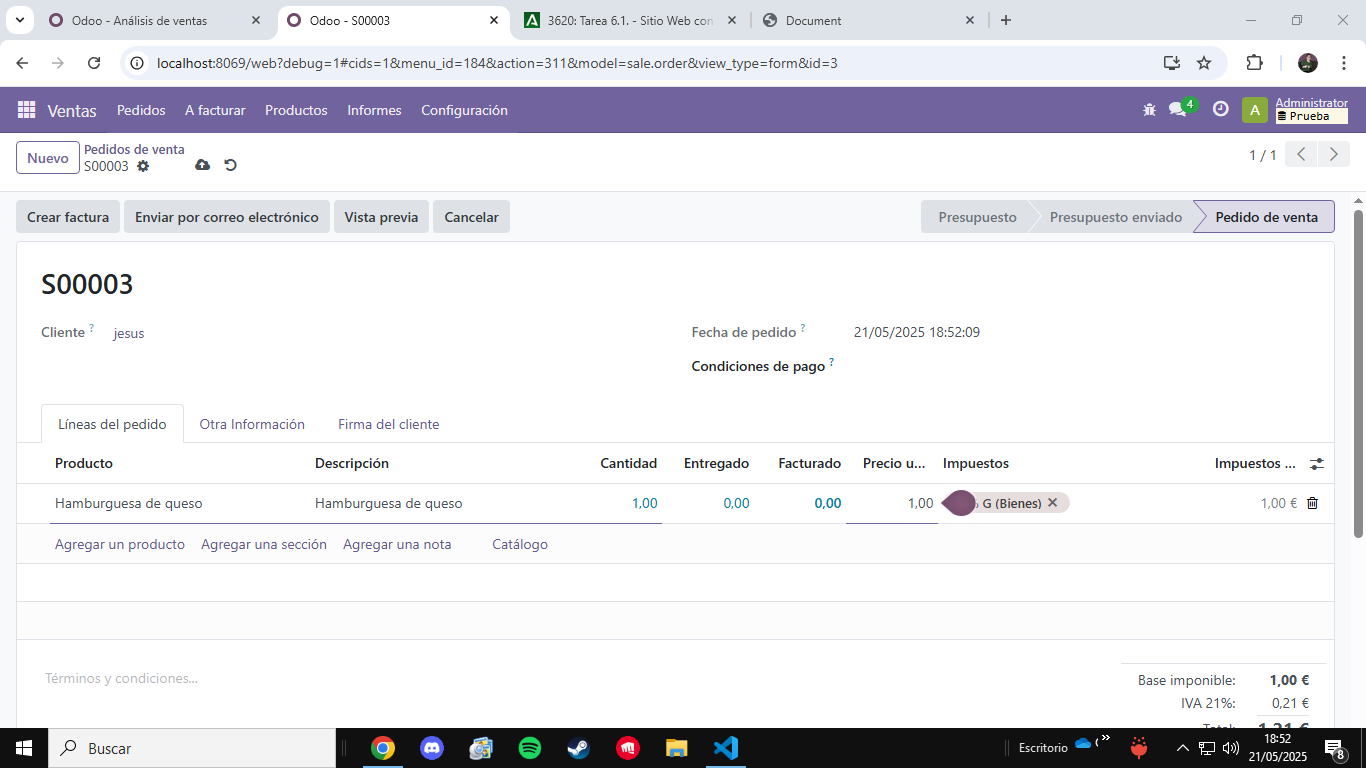 Odoo - Análisis de ventas
Odoo - S00003
3620: Tarea 6.1. - Sitio Web con
Document
localhost:8069/web?debug=1#cids=1&menu_id=184&action=311&model=sale.order&view_type=form&id=3
Ventas Pedidos A facturar Productos Informes Configuración
4
A
Administrator
Prueba
Nuevo
Pedidos de venta
S00003
1 / 1
Crear factura Enviar por correo electrónico Vista previa Cancelar
Presupuesto Presupuesto enviado Pedido de venta
S00003
Cliente ? jesus
Fecha de pedido ? 21/05/2025 18:52:09
Condiciones de pago ?
Líneas del pedido Otra Información Firma del cliente
Producto Descripción Cantidad Entregado Facturado Precio u... Impuestos Impuestos ...
Hamburguesa de queso Hamburguesa de queso 1,00 0,00 0,00 1,00 G (Bienes) 1,00 €
Agregar un producto Agregar una sección Agregar una nota Catálogo
Términos y condiciones...
Base imponible: 1,00 €
IVA 21%: 0,21 €
Total: 1,21 €
Buscar
Escritorio
18:52
21/05/2025
8